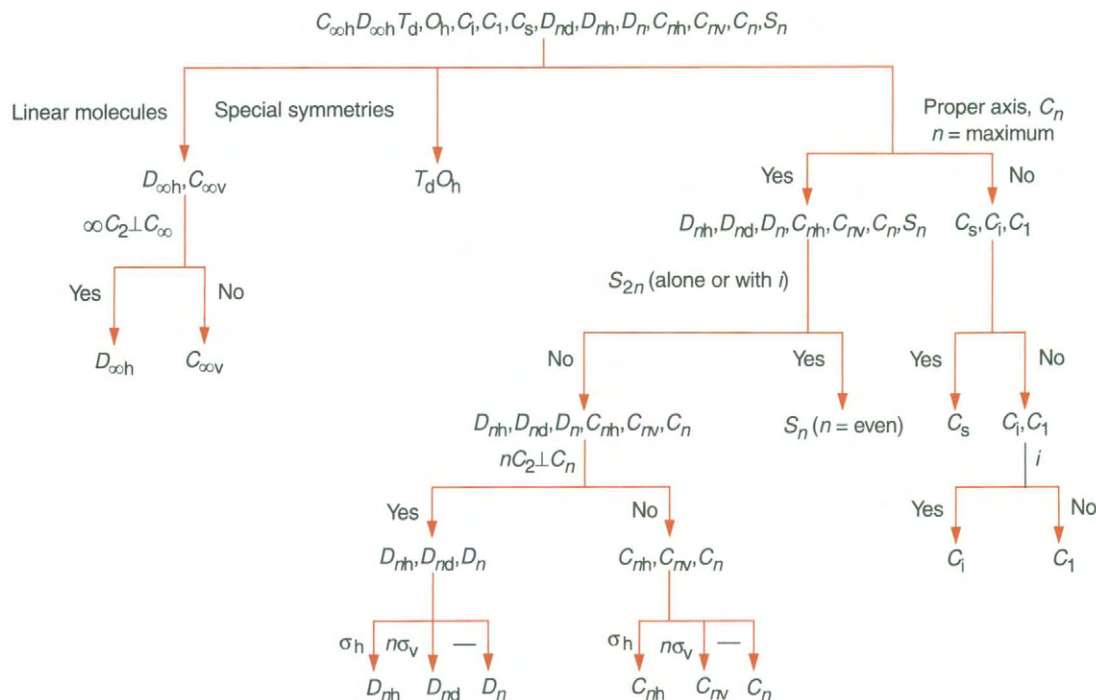 C∞hD∞hTd,Oh,Ci,C1,Cs,Dnd,Dnh,Dn,Cnh,Cnv,Cn,Sn
Linear molecules
Special symmetries
Proper axis, Cn
n = maximum
Yes
No
D∞h,C∞v
TdOh
Dnh,Dnd,Dn,Cnh,Cnv,Cn,Sn
Cs,Ci,C1
∞C2⊥C∞
S2n (alone or with i)
Yes
No
D∞h
C∞v
No
Yes
Yes
No
Dnh,Dnd,Dn,Cnh,Cnv,Cn
Sn (n = even)
Cs
Ci,C1
nC2⊥Cn
i
Yes
No
Yes
No
Dnh,Dnd,Dn
Cnh,Cnv,Cn
Ci
C1
σh
nσv
—
σh
nσv
—
Dnh
Dnd
Dn
Cnh
Cnv
Cn